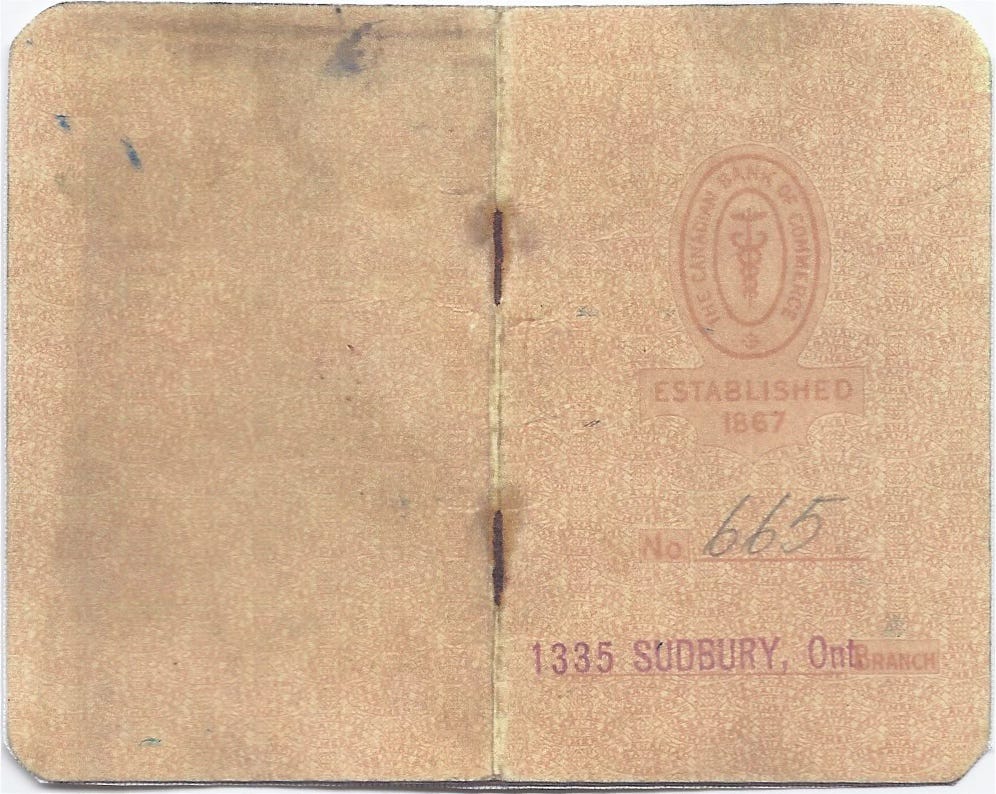 THE CANADIAN BANK OF COMMERCE
ESTABLISHED
1867
No 665
1335 SUDBURY, Ont. BRANCH